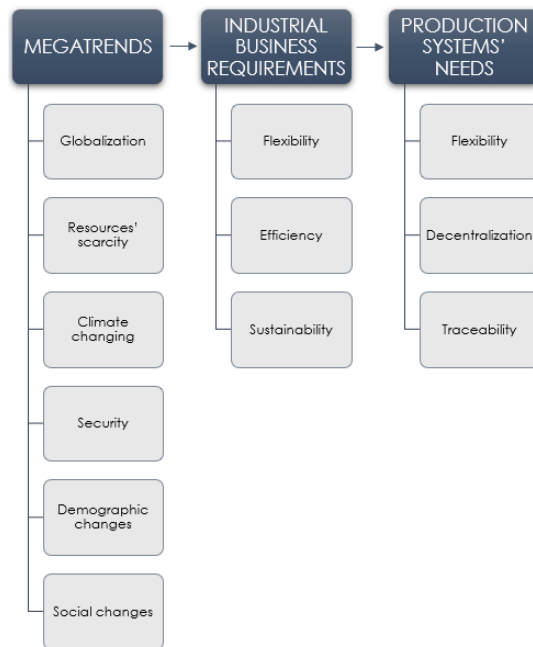 MEGATRENDS
Globalization
Resources'
scarcity
Climate
changing
Security
Demographic
changes
Social changes
INDUSTRIAL
BUSINESS
REQUIREMENTS
Flexibility
Efficiency
Sustainability
PRODUCTION
SYSTEMS'
NEEDS
Flexibility
Decentralization
Traceability